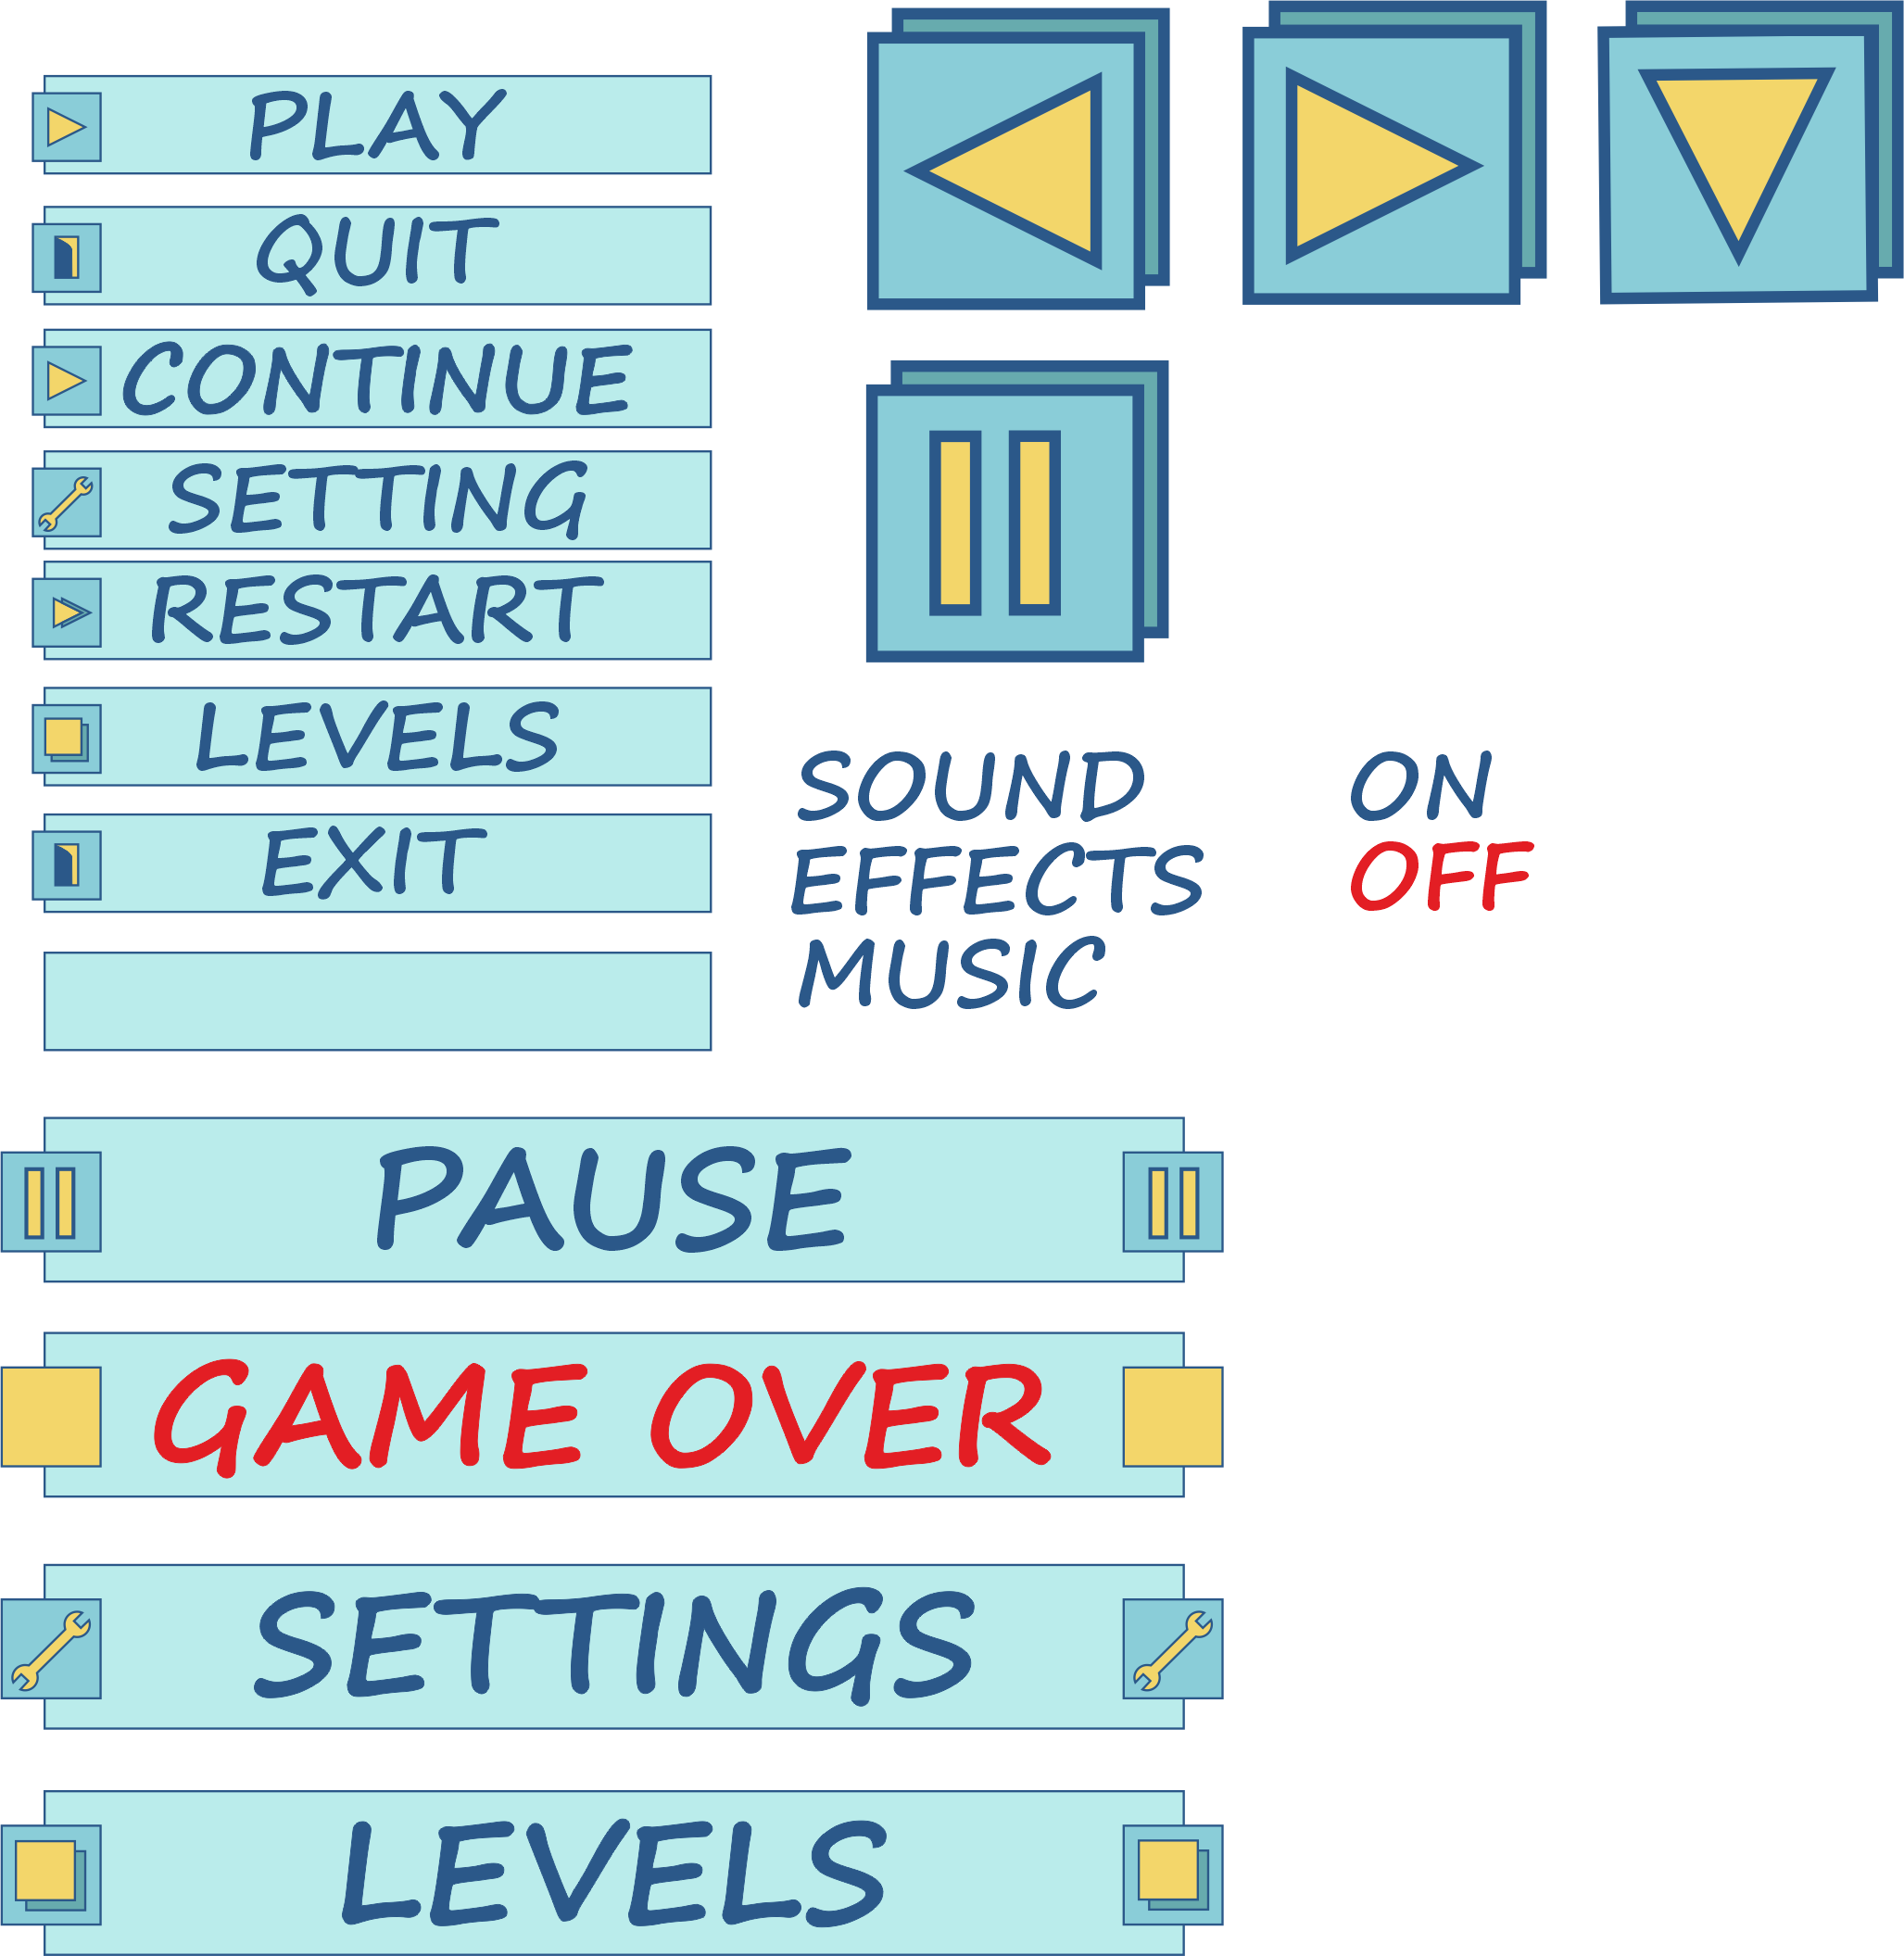 PLAY
QUIT
CONTINUE
SETTING
RESTART
LEVELS
EXIT
SOUND
EFFECTS
MUSIC
ON
OFF
PAUSE
GAME OVER
SETTINGS
LEVELS